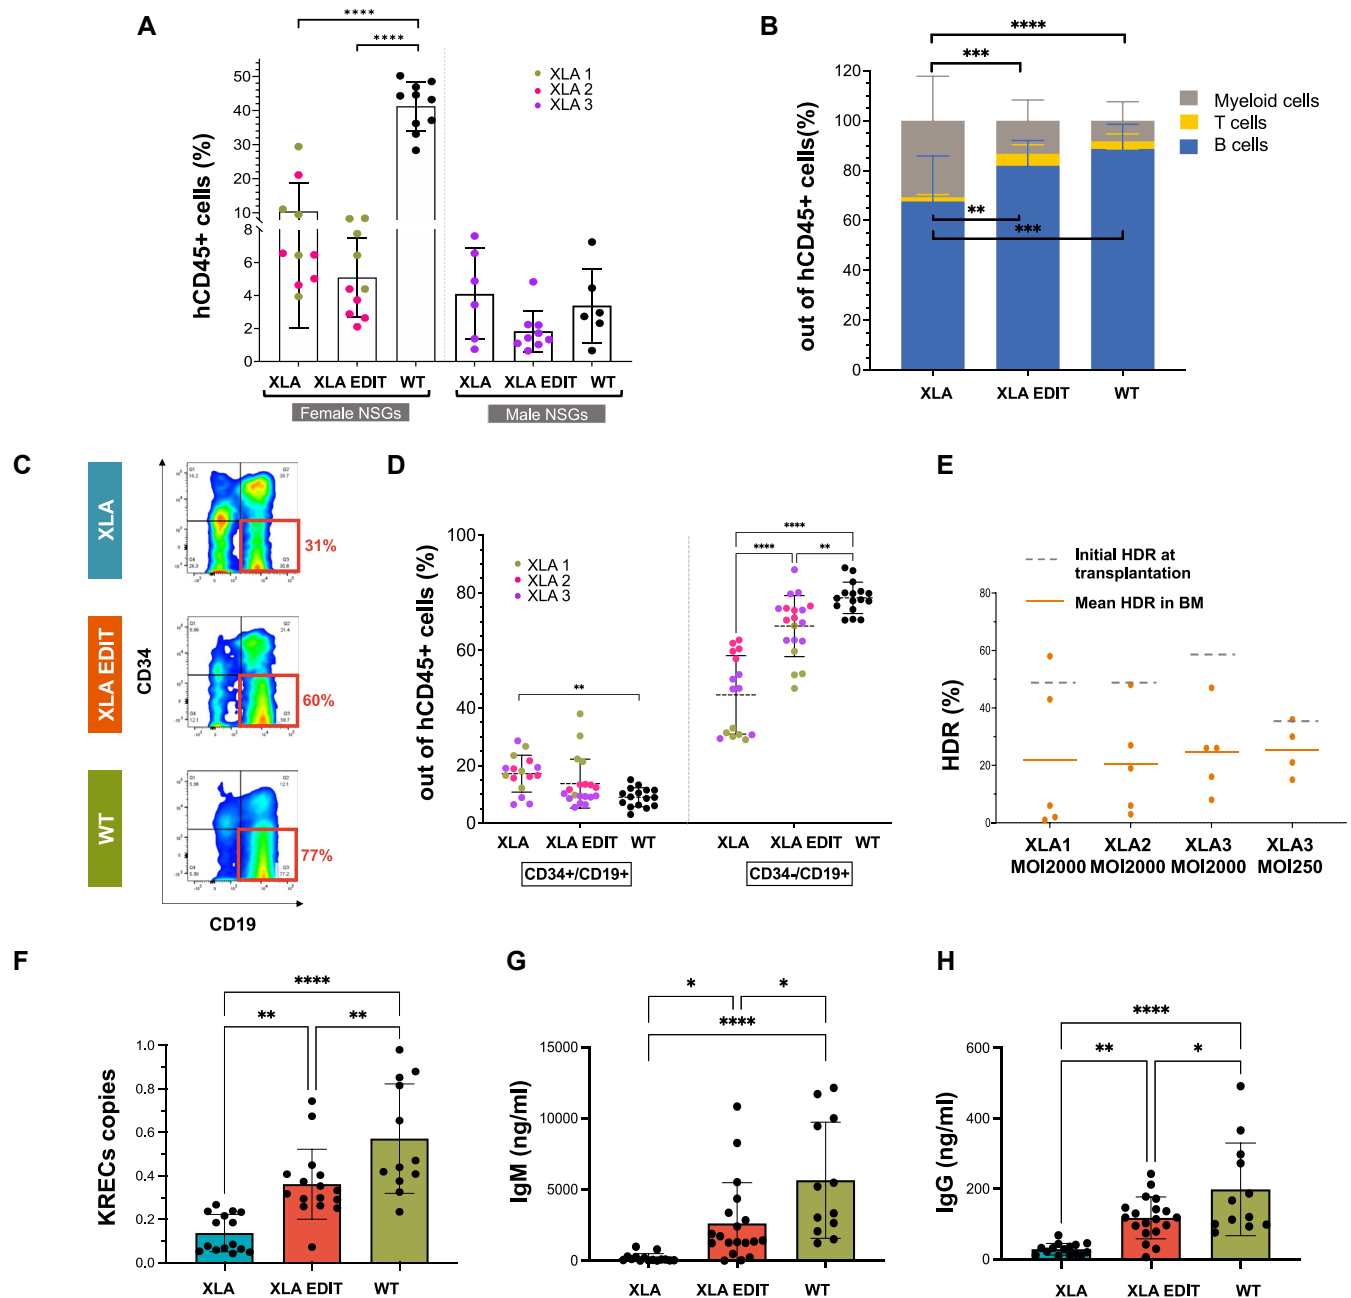 A
****
****
hCD45+ cells (%)
50
40
30
20
10
8
6
4
2
0
XLA 1
XLA 2
XLA 3
XLA XLA EDIT WT XLA XLA EDIT WT
Female NSGs Male NSGs
B
****
***
**
***
out of hCD45+ cells(%)
120
100
80
60
40
20
0
Myeloid cells
T cells
B cells
XLA XLA EDIT WT
C
XLA
XLA EDIT
WT
CD34
31%
60%
77%
CD19
D
out of hCD45+ cells (%)
100
80
60
40
20
0
XLA 1
XLA 2
XLA 3
**
****
****
**
XLA XLA EDIT WT XLA XLA EDIT WT
CD34+/CD19+ CD34-/CD19+
E
Initial HDR at
transplantation
Mean HDR in BM
HDR (%)
80
60
40
20
0
XLA1 XLA2 XLA3 XLA3
MOI2000 MOI2000 MOI2000 MOI250
F
****
** **
KRECs copies
1.0
0.8
0.6
0.4
0.2
0.0
XLA XLA EDIT WT
G
* *
****
IgM (ng/ml)
15000
10000
5000
0
XLA XLA EDIT WT
H
****
** *
IgG (ng/ml)
600
400
200
0
XLA XLA EDIT WT